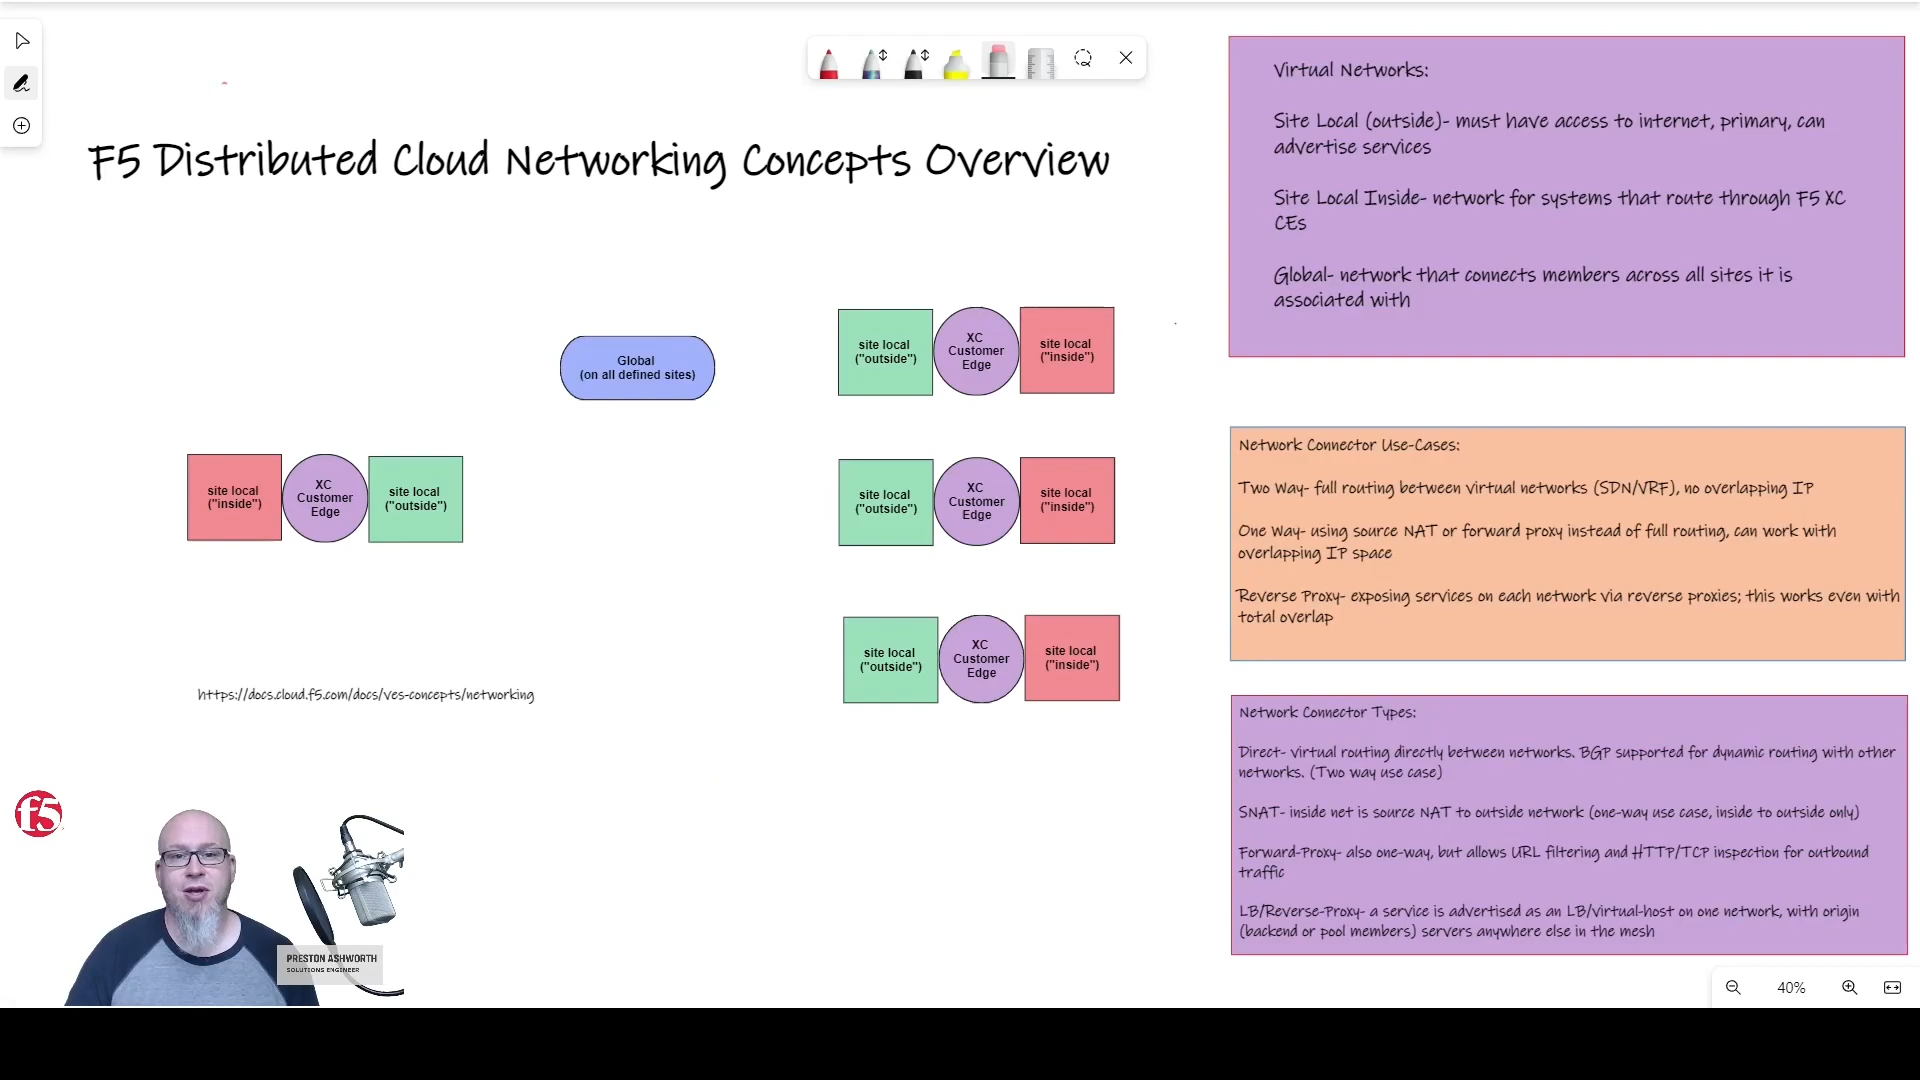 F5 Distributed Cloud Networking Concepts Overview
Global
(on all defined sites)
site local
("inside")
XC
Customer
Edge
site local
("outside")
site local
("outside")
XC
Customer
Edge
site local
("inside")
site local
("outside")
XC
Customer
Edge
site local
("inside")
site local
("outside")
XC
Customer
Edge
site local
("inside")
https://docs.cloud.f5.com/docs/ves-concepts/networking
f5
PRESTON ASHWORTH
SOLUTIONS ENGINEER
Virtual Networks:
Site Local (outside)- must have access to internet, primary, can
advertise services
Site Local Inside- network for systems that route through F5 XC
CEs
Global- network that connects members across all sites it is
associated with
Network Connector Use-Cases:
Two Way- full routing between virtual networks (SDN/VRF), no overlapping IP
One Way- using source NAT or forward proxy instead of full routing, can work with
overlapping IP space
Reverse Proxy- exposing services on each network via reverse proxies; this works even with
total overlap
Network Connector Types:
Direct- virtual routing directly between networks. BGP supported for dynamic routing with other
networks. (Two way use case)
SNAT- inside net is source NAT to outside network (one-way use case, inside to outside only)
Forward-Proxy- also one-way, but allows URL filtering and HTTP/TCP inspection for outbound
traffic
LB/Reverse-Proxy- a service is advertised as an LB/virtual-host on one network, with origin
(backend or pool members) servers anywhere else in the mesh
40%